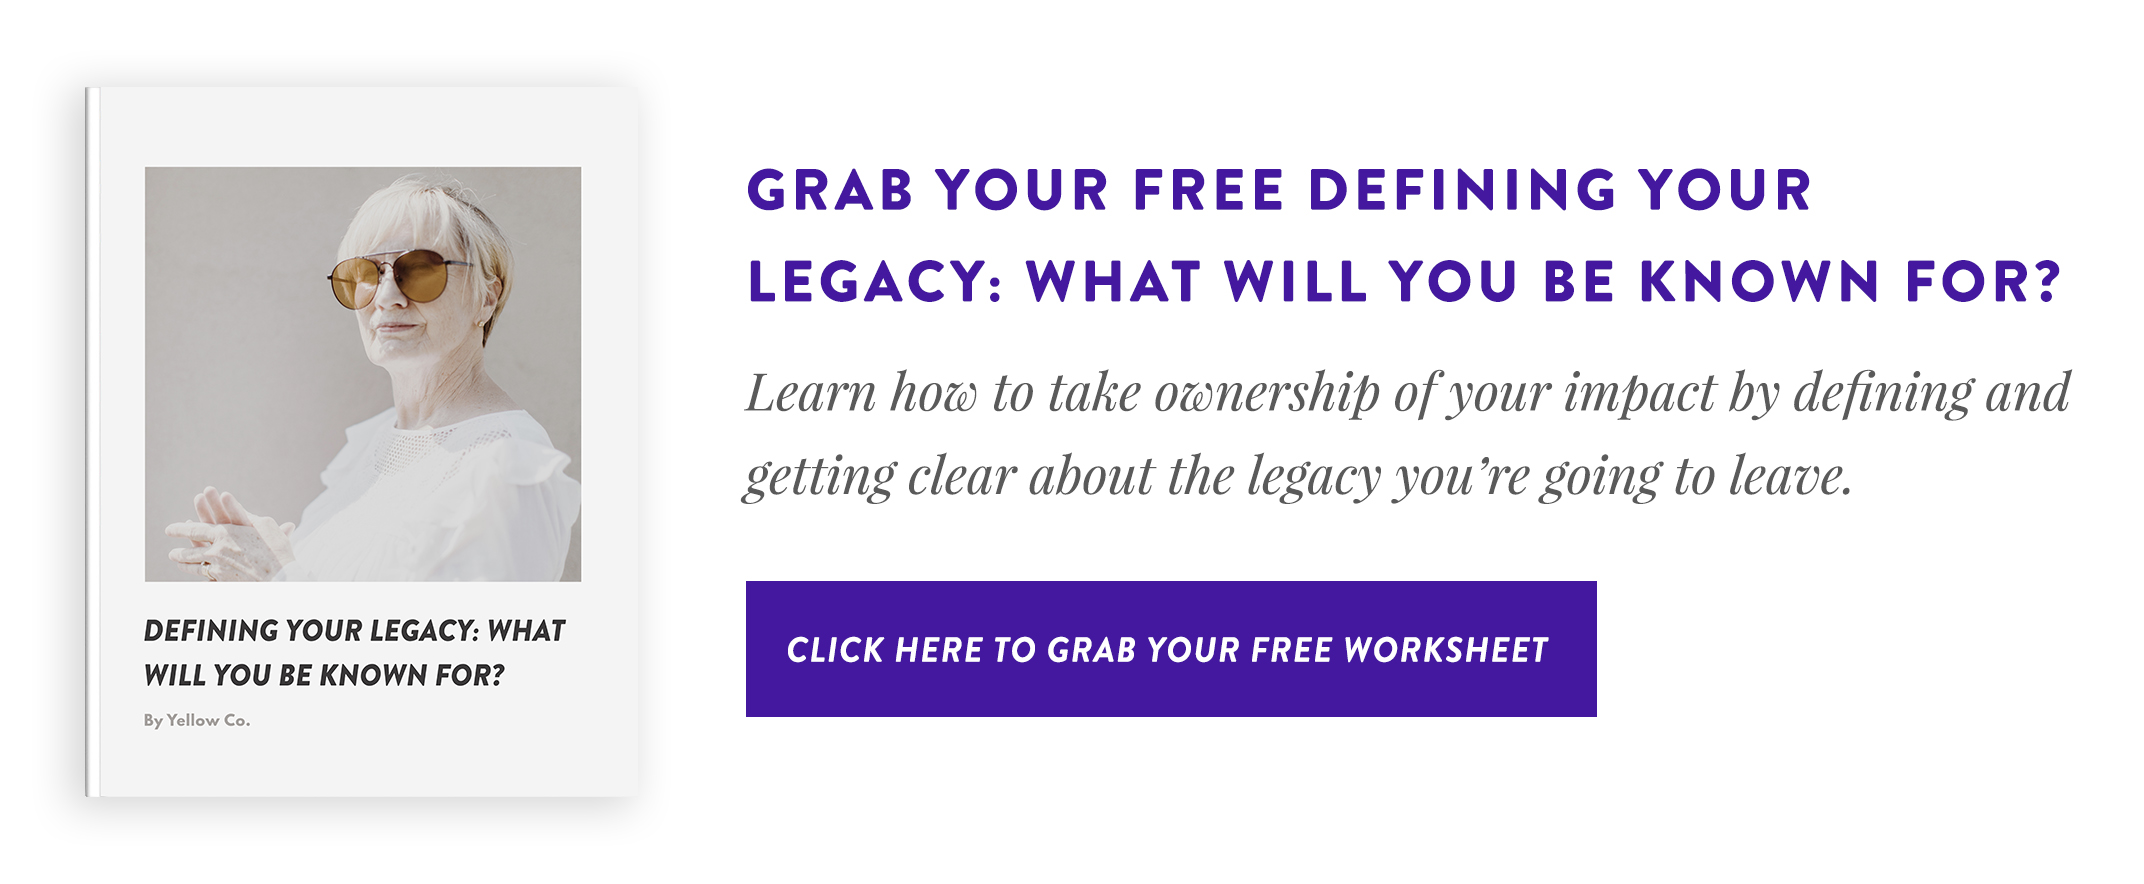 DEFINING YOUR LEGACY: WHAT
WILL YOU BE KNOWN FOR?
By Yellow Co.
GRAB YOUR FREE DEFINING YOUR
LEGACY: WHAT WILL YOU BE KNOWN FOR?
Learn how to take ownership of your impact by defining and
getting clear about the legacy you’re going to leave.
CLICK HERE TO GRAB YOUR FREE WORKSHEET